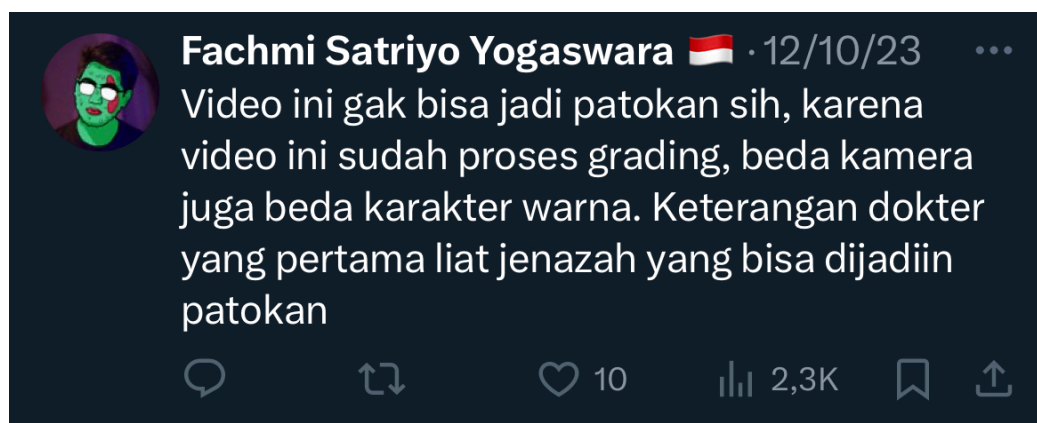 Fachmi Satriyo Yogaswara 🇮🇩 · 12/10/23
Video ini gak bisa jadi patokan sih, karena
video ini sudah proses grading, beda kamera
juga beda karakter warna. Keterangan dokter
yang pertama liat jenazah yang bisa dijadiin
patokan
10 2,3K